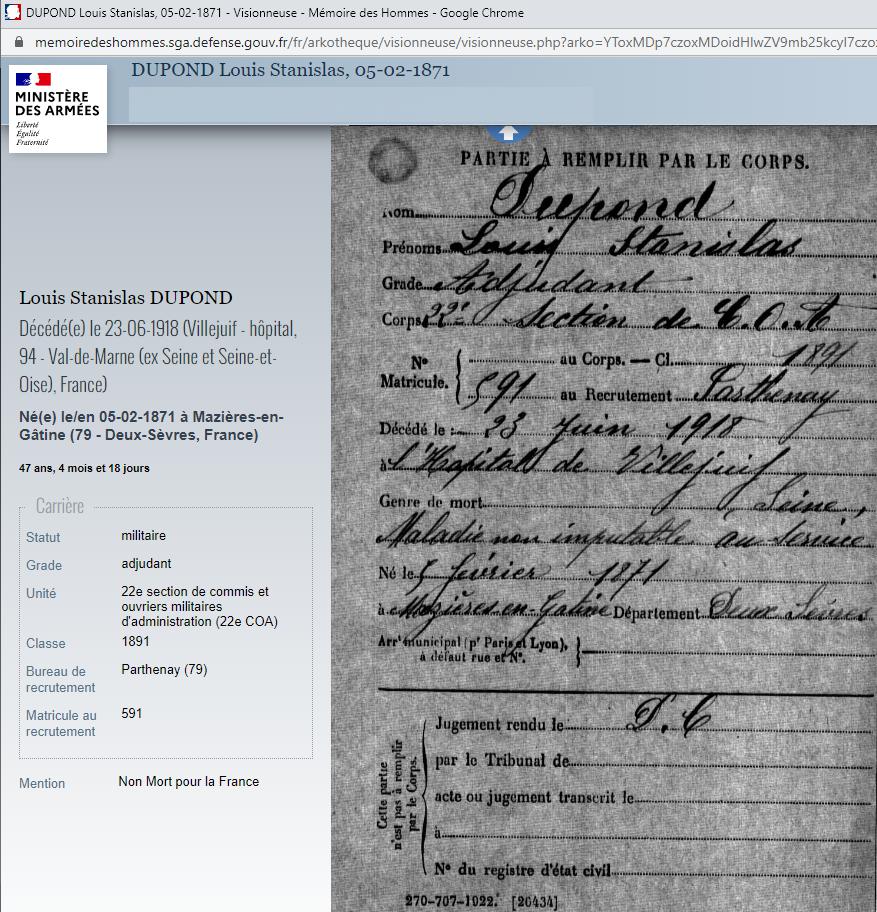 DUPOND Louis Stanislas, 05-02-1871 - Visionneuse - Mémoire des Hommes - Google Chrome
memoiredeshommes.sga.defense.gouv.fr/fr/arkotheque/visionneuse/visionneuse.php?arko=YToxMDp7czoxMDoidHlwZV9mb25kcyI7czo
DUPOND Louis Stanislas, 05-02-1871
MINISTÈRE
DES ARMÉES
Liberté
Égalité
Fraternité
Louis Stanislas DUPOND
Décédé(e) le 23-06-1918 (Villejuif - hôpital,
94 - Val-de-Marne (ex Seine et Seine-et-
Oise), France)
Né(e) le/en 05-02-1871 à Mazières-en-
Gâtine (79 - Deux-Sèvres, France)
47 ans, 4 mois et 18 jours
Carrière
Statut militaire
Grade adjudant
Unité 22e section de commis et
ouvriers militaires
d'administration (22e COA)
Classe 1891
Bureau de Parthenay (79)
recrutement
Matricule au 591
recrutement
Mention Non Mort pour la France
PARTIE À REMPLIR PAR LE CORPS.
Nom Dupond
Prénoms Louis Stanislas
Grade Adjudant
Corps 22e Section de C.O.A
N° au Corps. — Cl. 1891
Matricule. 591 au Recrutement Parthenay
Décédé le : 23 Juin 1918
à l'Hopital de Villejuif
Genre de mort Seine,
Maladie non imputable au Service
Né le 5 février 1871
à Mazières en Gatine Département Deux Sèvres
Arrt municipal (pr Paris et Lyon),
à défaut rue et N°.
Cette partie
n'est pas à remplir
par le Corps.
Jugement rendu le D.C
par le Tribunal de
acte ou jugement transcrit le
à
N° du registre d'état civil
270-707-1922. [26434]